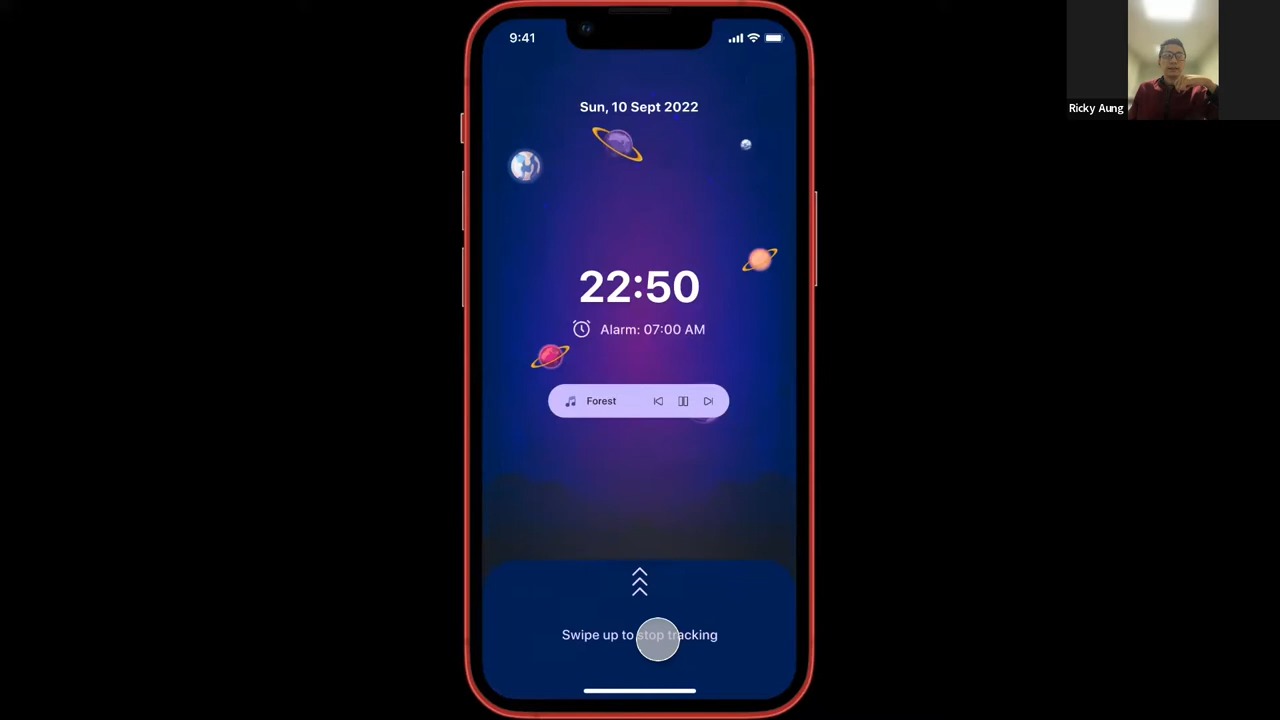 9:41
Sun, 10 Sept 2022
Ricky Aung
22:50
Alarm: 07:00 AM
Forest
Swipe up to stop tracking